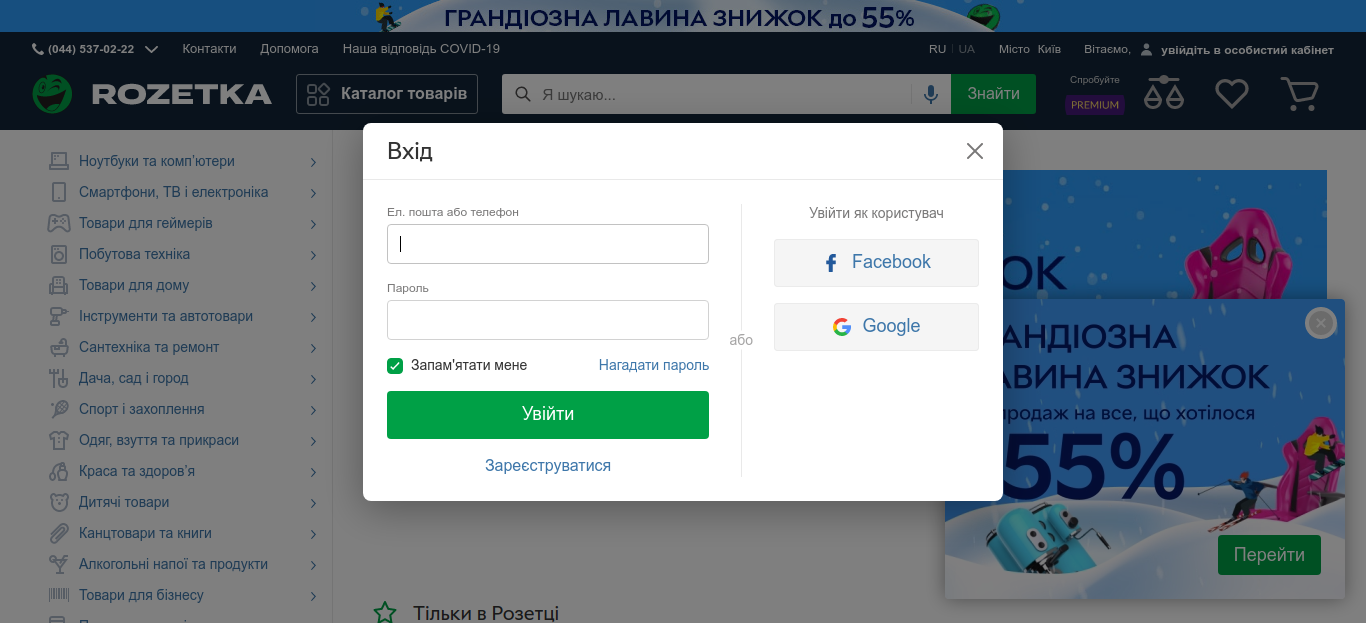 ГРАНДІОЗНА ЛАВИНА ЗНИЖОК до 55%
(044) 537-02-22 Контакти Допомога Наша відповідь COVID-19 RU UA Місто Київ Вітаємо, увійдіть в особистий кабінет
ROZETKA Каталог товарів Я шукаю... Знайти Спробуйте
PREMIUM
Вхід
Ноутбуки та комп'ютери
Смартфони, ТВ і електроніка
Товари для геймерів
Побутова техніка
Товари для дому
Інструменти та автотовари
Сантехніка та ремонт
Дача, сад і город
Спорт і захоплення
Одяг, взуття та прикраси
Краса та здоров'я
Дитячі товари
Канцтовари та книги
Алкогольні напої та продукти
Товари для бізнесу
Ел. пошта або телефон
Пароль
Запам'ятати мене Нагадати пароль
Увійти
Зареєструватися
або
Увійти як користувач
Facebook
Google
ОК
АНДІОЗНА
АВИНА ЗНИЖОК
продаж на все, що хотілося
55%
Перейти
Тільки в Розетці